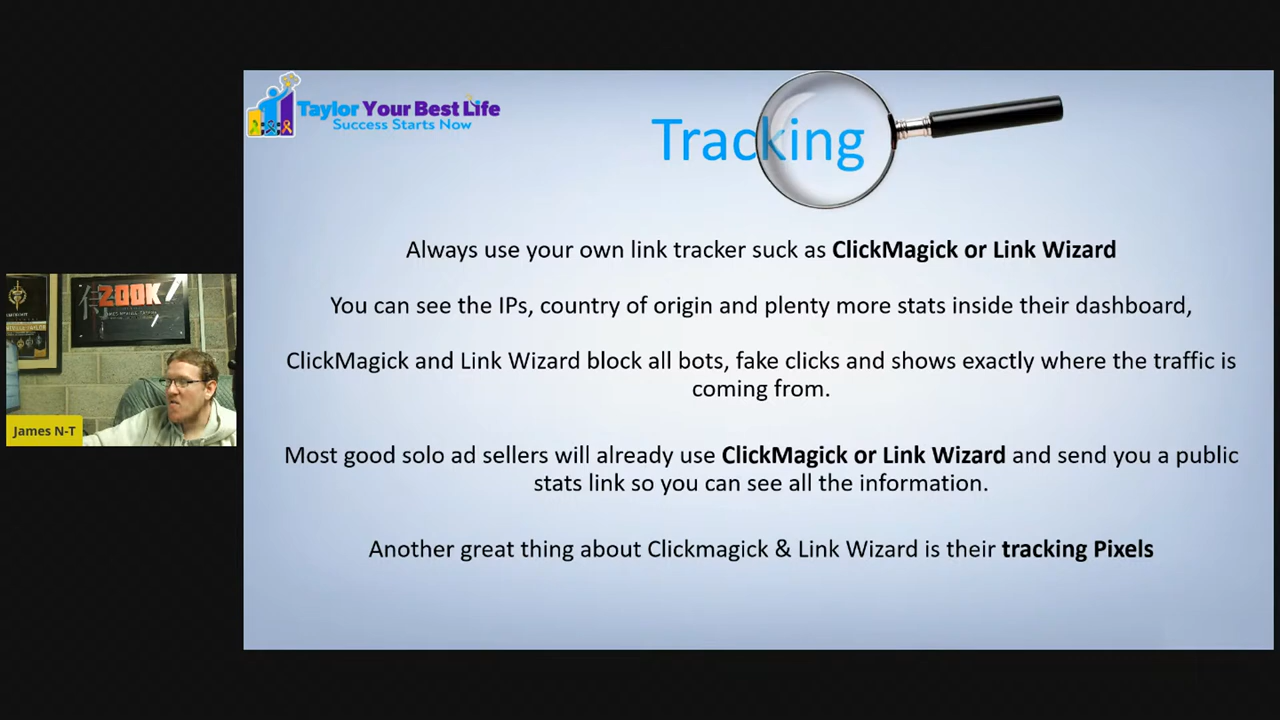 Taylor Your Best Life
Success Starts Now
Tracking
Always use your own link tracker suck as ClickMagick or Link Wizard
You can see the IPs, country of origin and plenty more stats inside their dashboard,
ClickMagick and Link Wizard block all bots, fake clicks and shows exactly where the traffic is
coming from.
Most good solo ad sellers will already use ClickMagick or Link Wizard and send you a public
stats link so you can see all the information.
Another great thing about Clickmagick & Link Wizard is their tracking Pixels
200K
James N-T